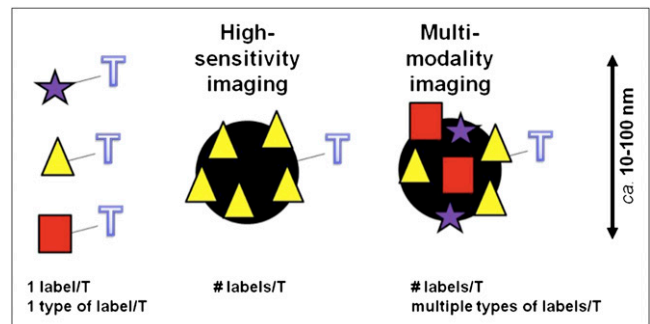 High-
sensitivity
imaging
Multi-
modality
imaging
T
T
T
T
T
ca. 10-100 nm
1 label/T
1 type of label/T
# labels/T
# labels/T
multiple types of labels/T